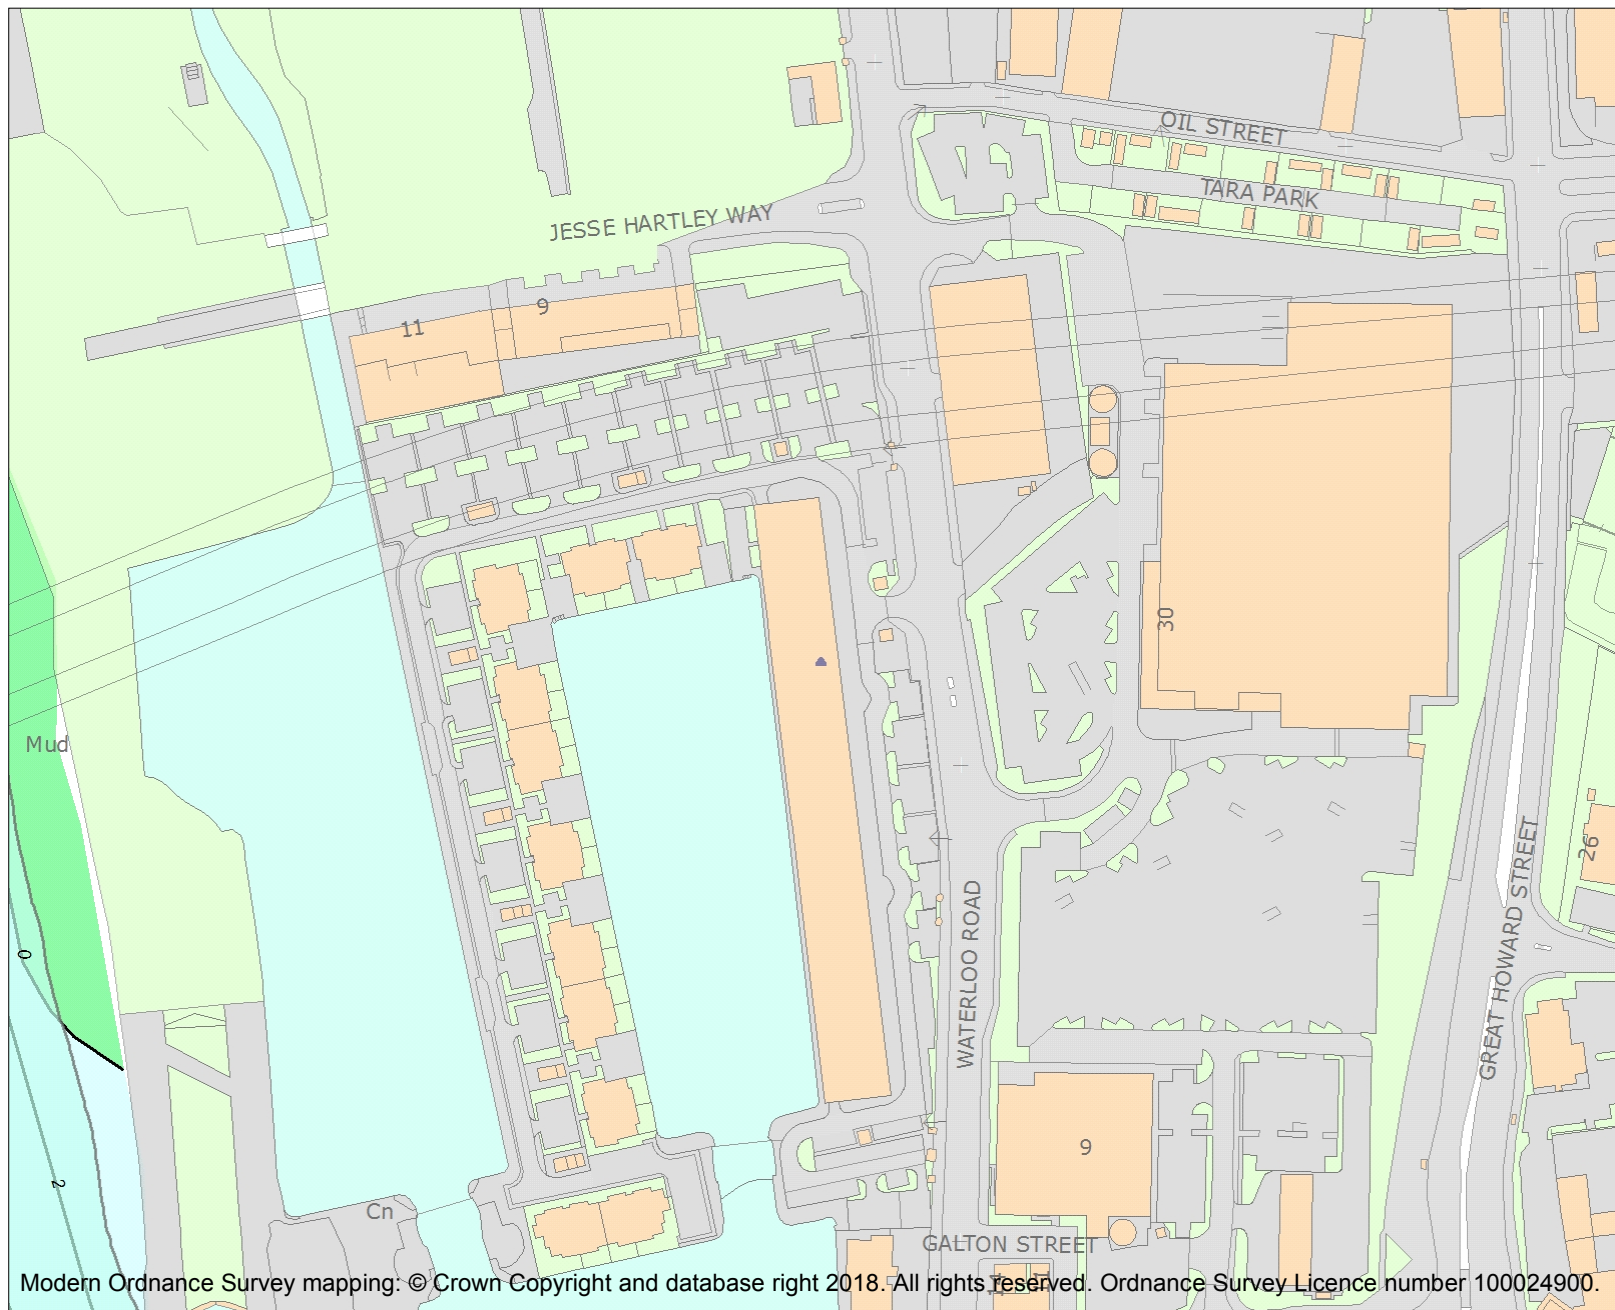 OIL STREET
TARA PARK
JESSE HARTLEY WAY
9
11
30
Mud
26
GREAT HOWARD STREET
WATERLOO ROAD
0
9
2
Cn
GALTON STREET
Modern Ordnance Survey mapping: © Crown Copyright and database right 2018. All rights reserved. Ordnance Survey Licence number 100024900.